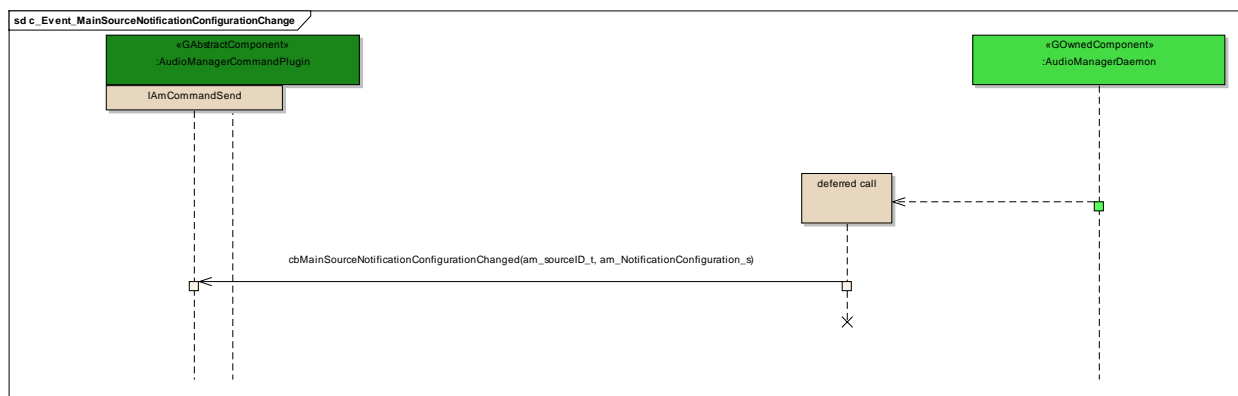 sd c_Event_MainSourceNotificationConfigurationChange
«GAbstractComponent»
:AudioManagerCommandPlugin
IAmCommandSend
«GOwnedComponent»
:AudioManagerDaemon
deferred call
cbMainSourceNotificationConfigurationChanged(am_sourceID_t, am_NotificationConfiguration_s)